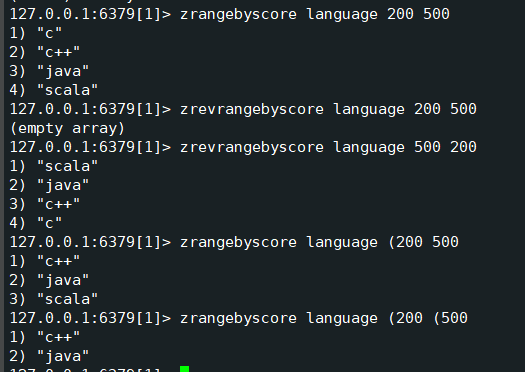 127.0.0.1:6379[1]> zrangebyscore language 200 500
1) "c"
2) "c++"
3) "java"
4) "scala"
127.0.0.1:6379[1]> zrevrangebyscore language 200 500
(empty array)
127.0.0.1:6379[1]> zrevrangebyscore language 500 200
1) "scala"
2) "java"
3) "c++"
4) "c"
127.0.0.1:6379[1]> zrangebyscore language (200 500
1) "c++"
2) "java"
3) "scala"
127.0.0.1:6379[1]> zrangebyscore language (200 (500
1) "c++"
2) "java"
127.0.0.1:6379[1]>